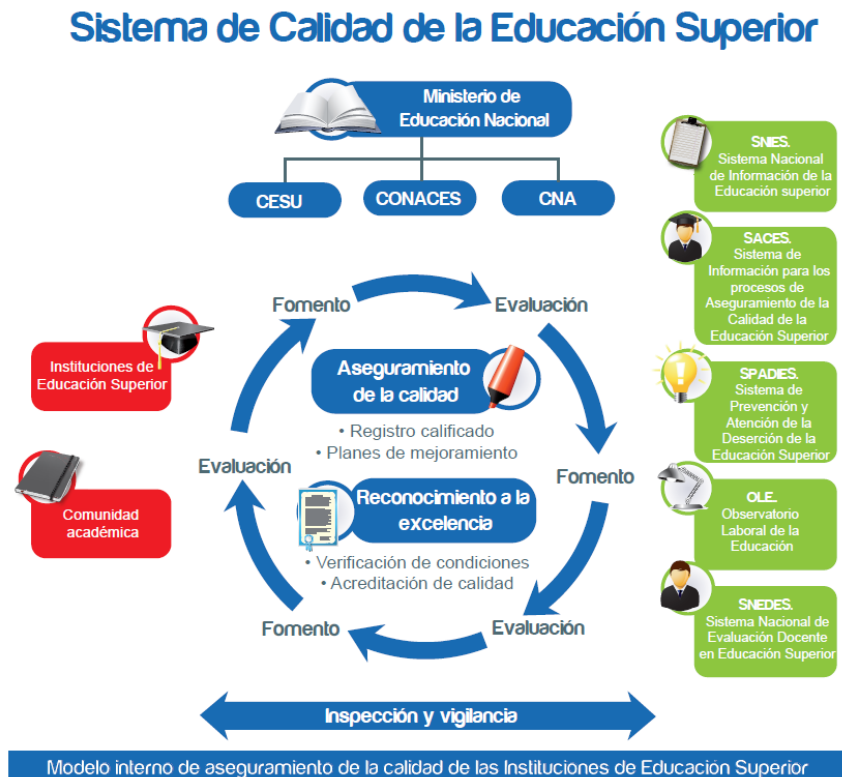 Sistema de Calidad de la Educación Superior
Ministerio de
Educación Nacional
CESU
CONACES
CNA
SNIES.
Sistema Nacional
de Información de la
Educación superior
SACES.
Sistema de
Información para los
procesos de
Aseguramiento de la
Calidad de la
Educación Superior
SPADIES.
Sistema de
Prevención y
Atención de la
Deserción de la
Educación Superior
OLE.
Observatorio
Laboral de la
Educación
SNEDES.
Sistema Nacional de
Evaluación Docente
en Educación Superior
Instituciones de
Educación Superior
Comunidad
académica
Fomento
Evaluación
Fomento
Evaluación
Fomento
Evaluación
Aseguramiento
de la calidad
• Registro calificado
• Planes de mejoramiento
Reconocimiento a la
excelencia
• Verificación de condiciones
• Acreditación de calidad
Inspección y vigilancia
Modelo interno de aseguramiento de la calidad de las Instituciones de Educación Superior